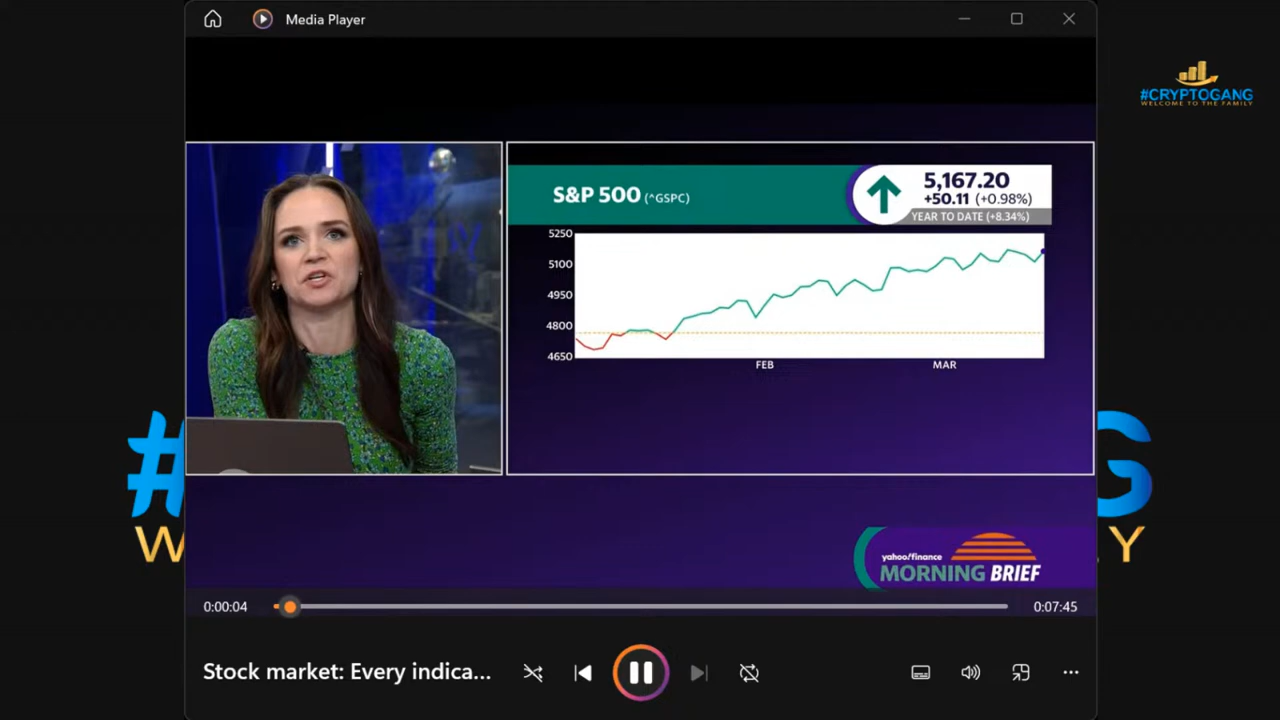 Media Player
#CRYPTOGANG
WELCOME TO THE FAMILY
S&P 500 (^GSPC)
5,167.20
+50.11 (+0.98%)
YEAR TO DATE (+8.34%)
5250
5100
4950
4800
4650
FEB
MAR
#
G
W
Y
yahoo/finance
MORNING BRIEF
0:00:04
0:07:45
Stock market: Every indica...